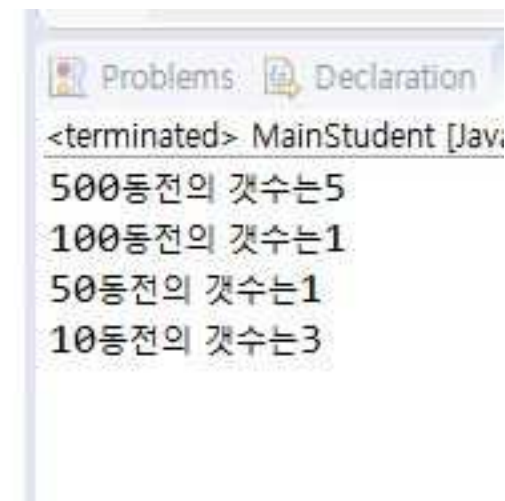 Problems Declaration
<terminated> MainStudent [Java
500동전의 갯수는5
100동전의 갯수는1
50동전의 갯수는1
10동전의 갯수는3